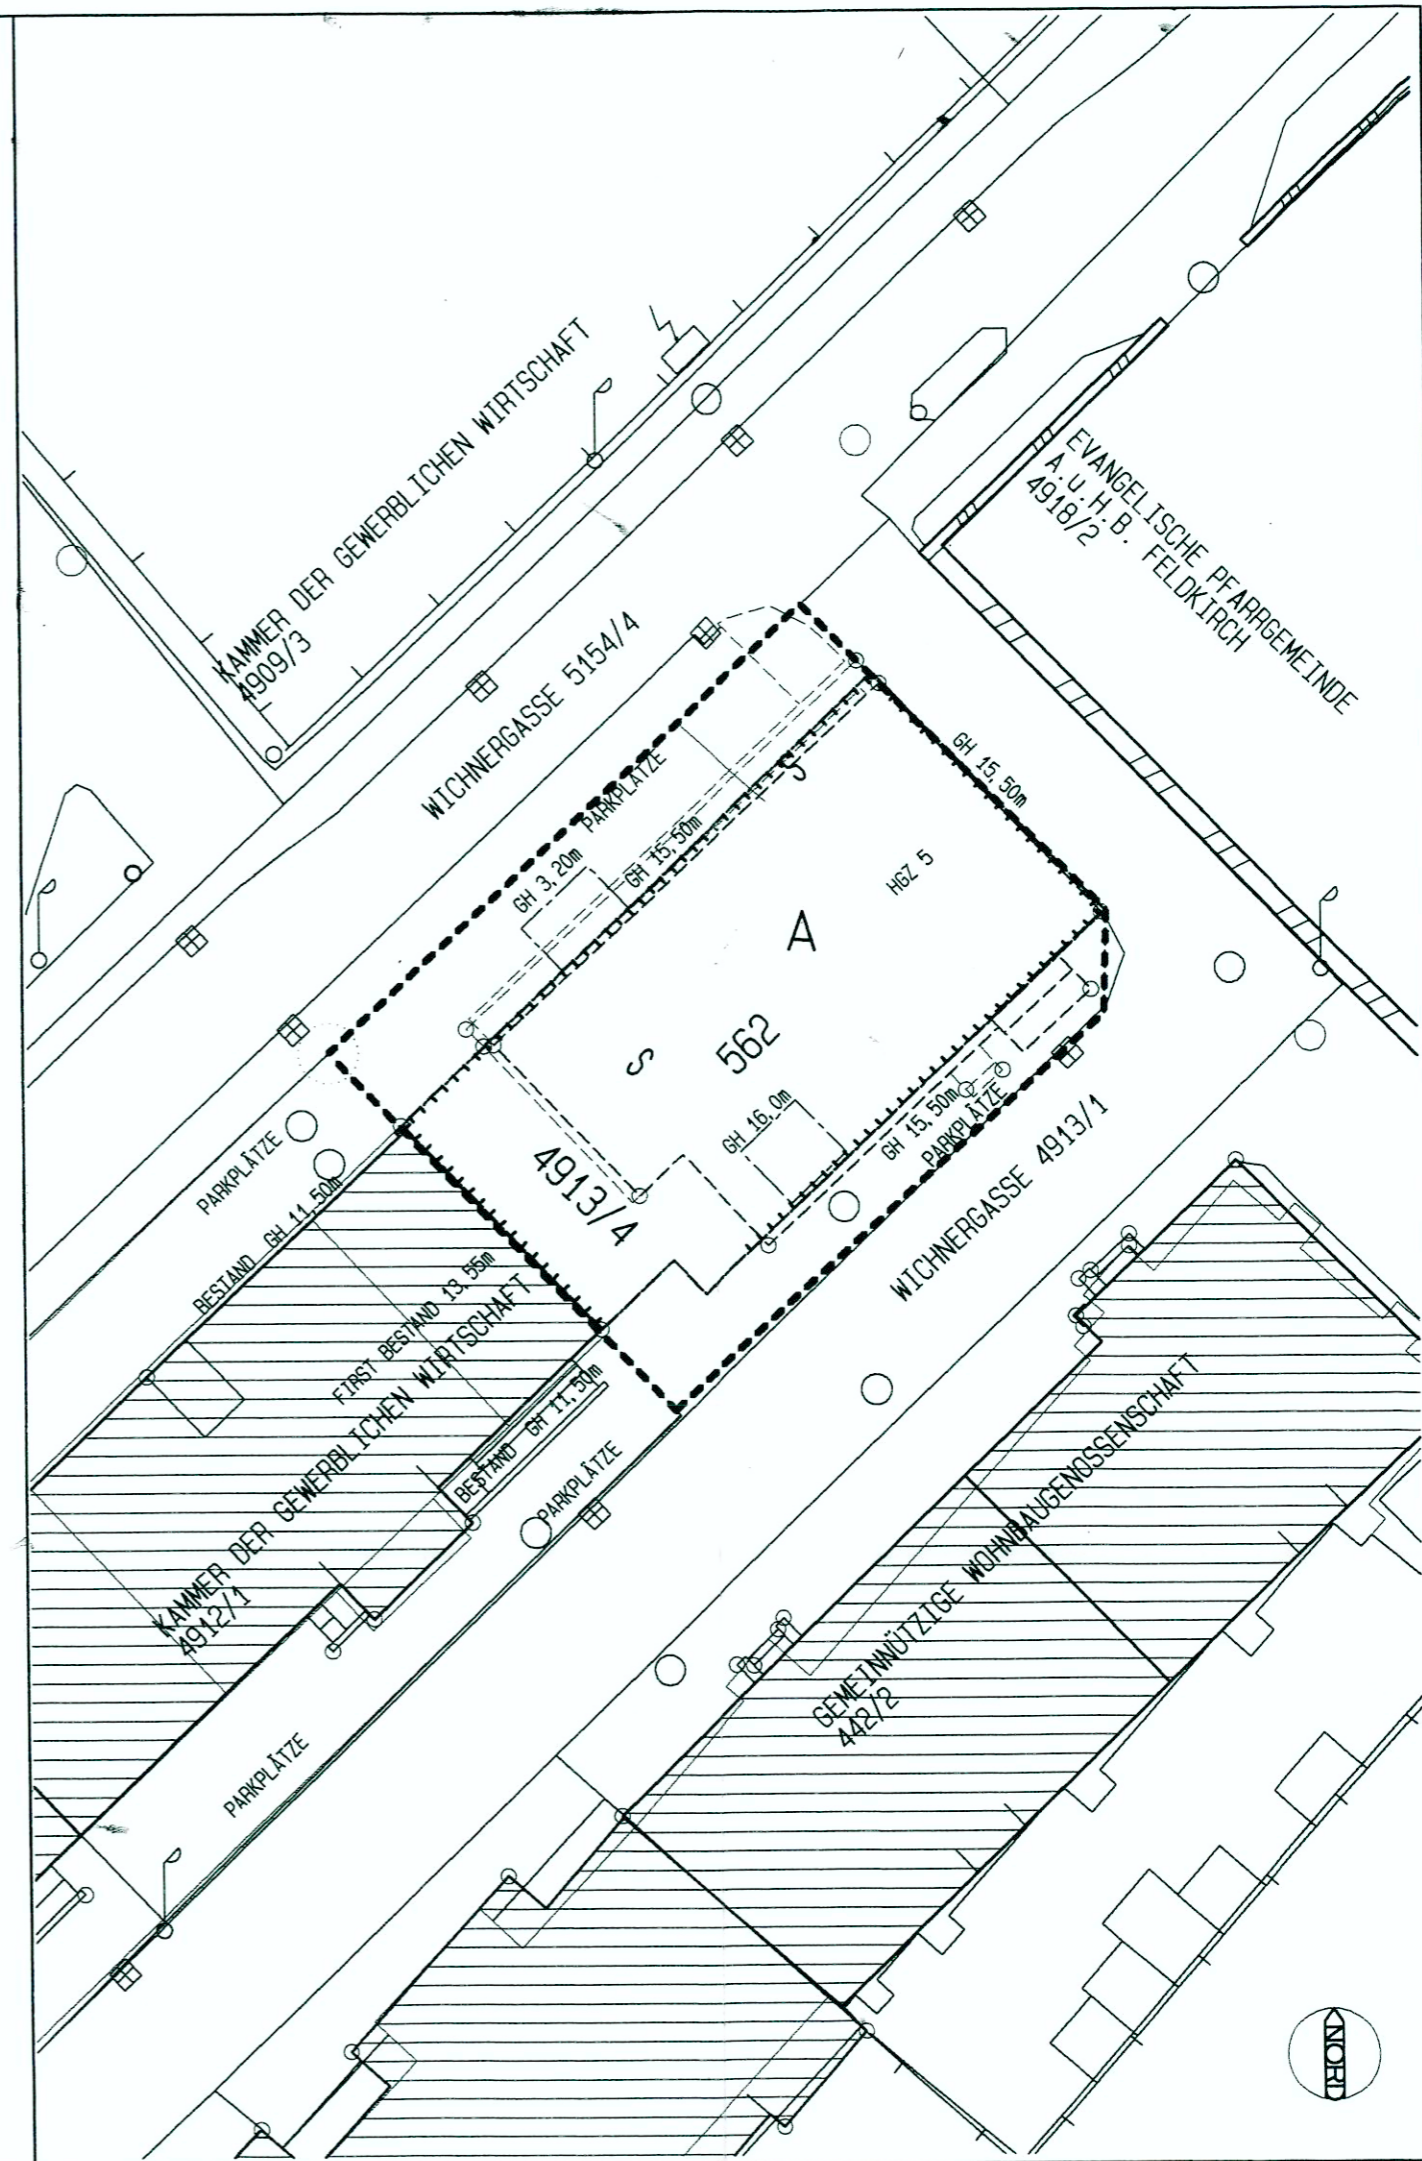 KAMMER DER GEWERBLICHEN WIRTSCHAFT
4909/3
EVANGELISCHE PFARRGEMEINDE
A.u.H.B. FELDKIRCH
4918/2
WICHNERGASSE 5154/4
PARKPLÄTZE
GH 15,50m
GH 3,20m
GH 15,50m
HGZ 5
A
S
S
562
GH 16,0m
GH 15,50m
PARKPLÄTZE
4913/4
WICHNERGASSE 4913/1
PARKPLÄTZE
BESTAND GH 11,50m
FIRST BESTAND 13,55m
KAMMER DER GEWERBLICHEN WIRTSCHAFT
4912/1
BESTAND GH 11,50m
PARKPLÄTZE
GEMEINNÜTZIGE WOHNBAUGENOSSENSCHAFT
442/2
PARKPLÄTZE
NORD